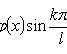 p(x) sin kπ/l